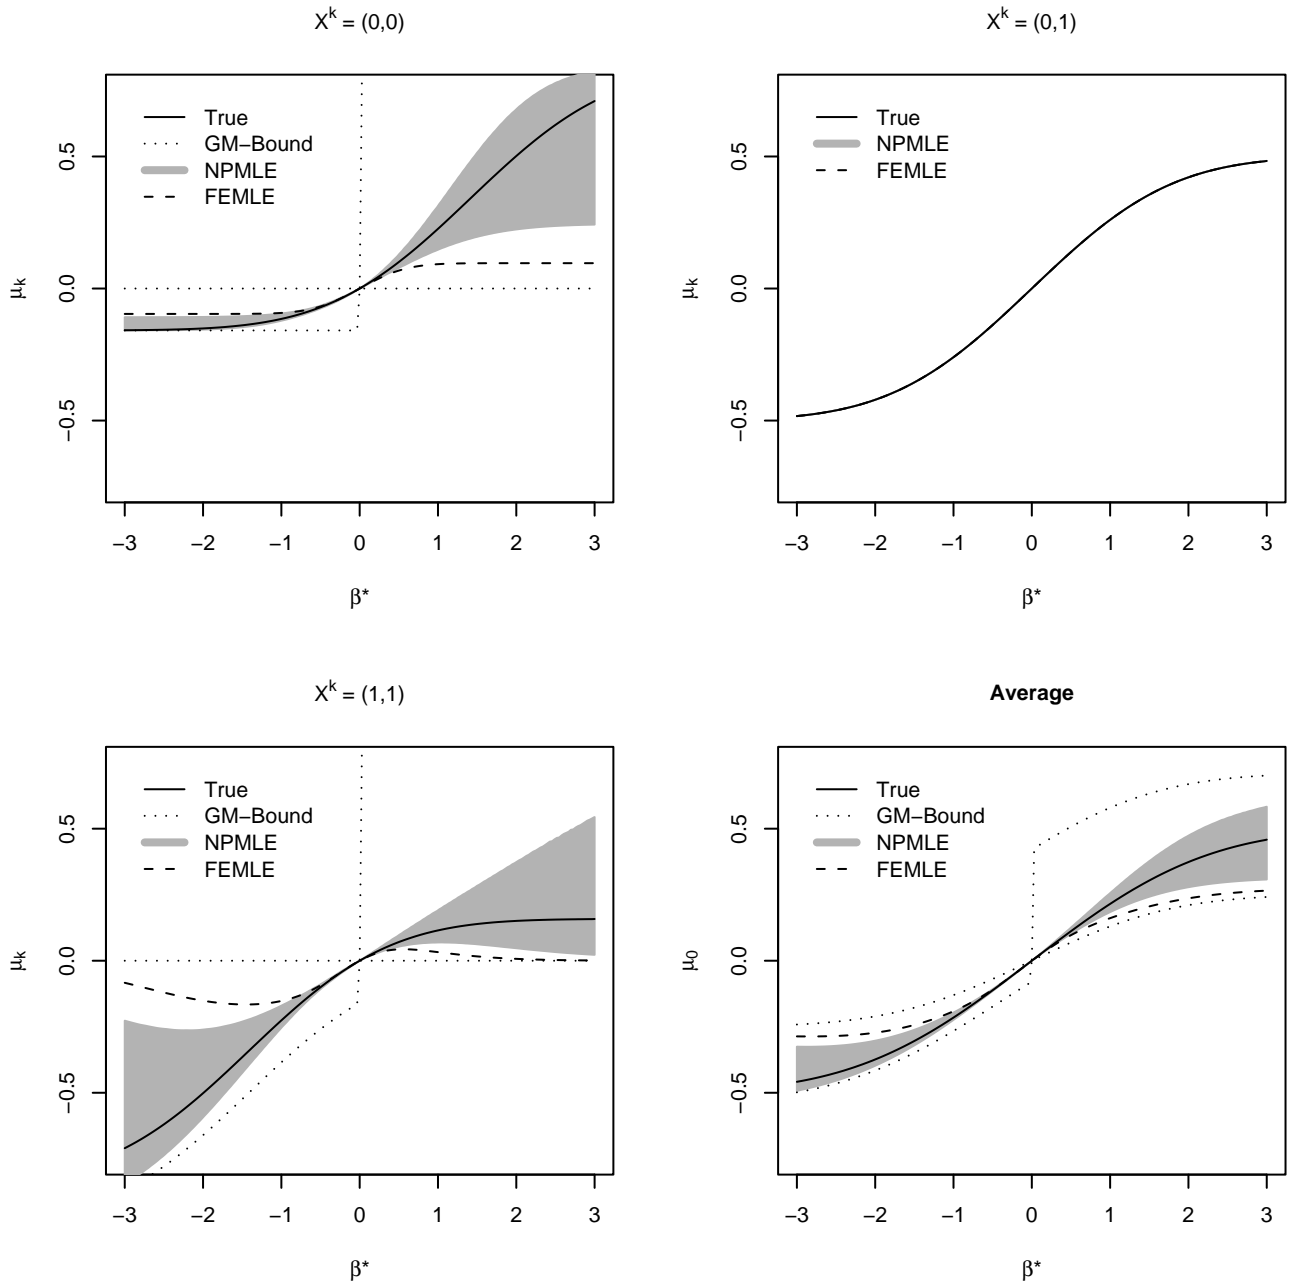 X^k = (0,0)
True
GM−Bound
NPMLE
FEMLE
0.5
0.0
−0.5
μ_k
−3 −2 −1 0 1 2 3
β*
X^k = (0,1)
True
NPMLE
FEMLE
0.5
0.0
−0.5
μ_k
−3 −2 −1 0 1 2 3
β*
X^k = (1,1)
True
GM−Bound
NPMLE
FEMLE
0.5
0.0
−0.5
μ_k
−3 −2 −1 0 1 2 3
β*
Average
True
GM−Bound
NPMLE
FEMLE
0.5
0.0
−0.5
μ_0
−3 −2 −1 0 1 2 3
β*